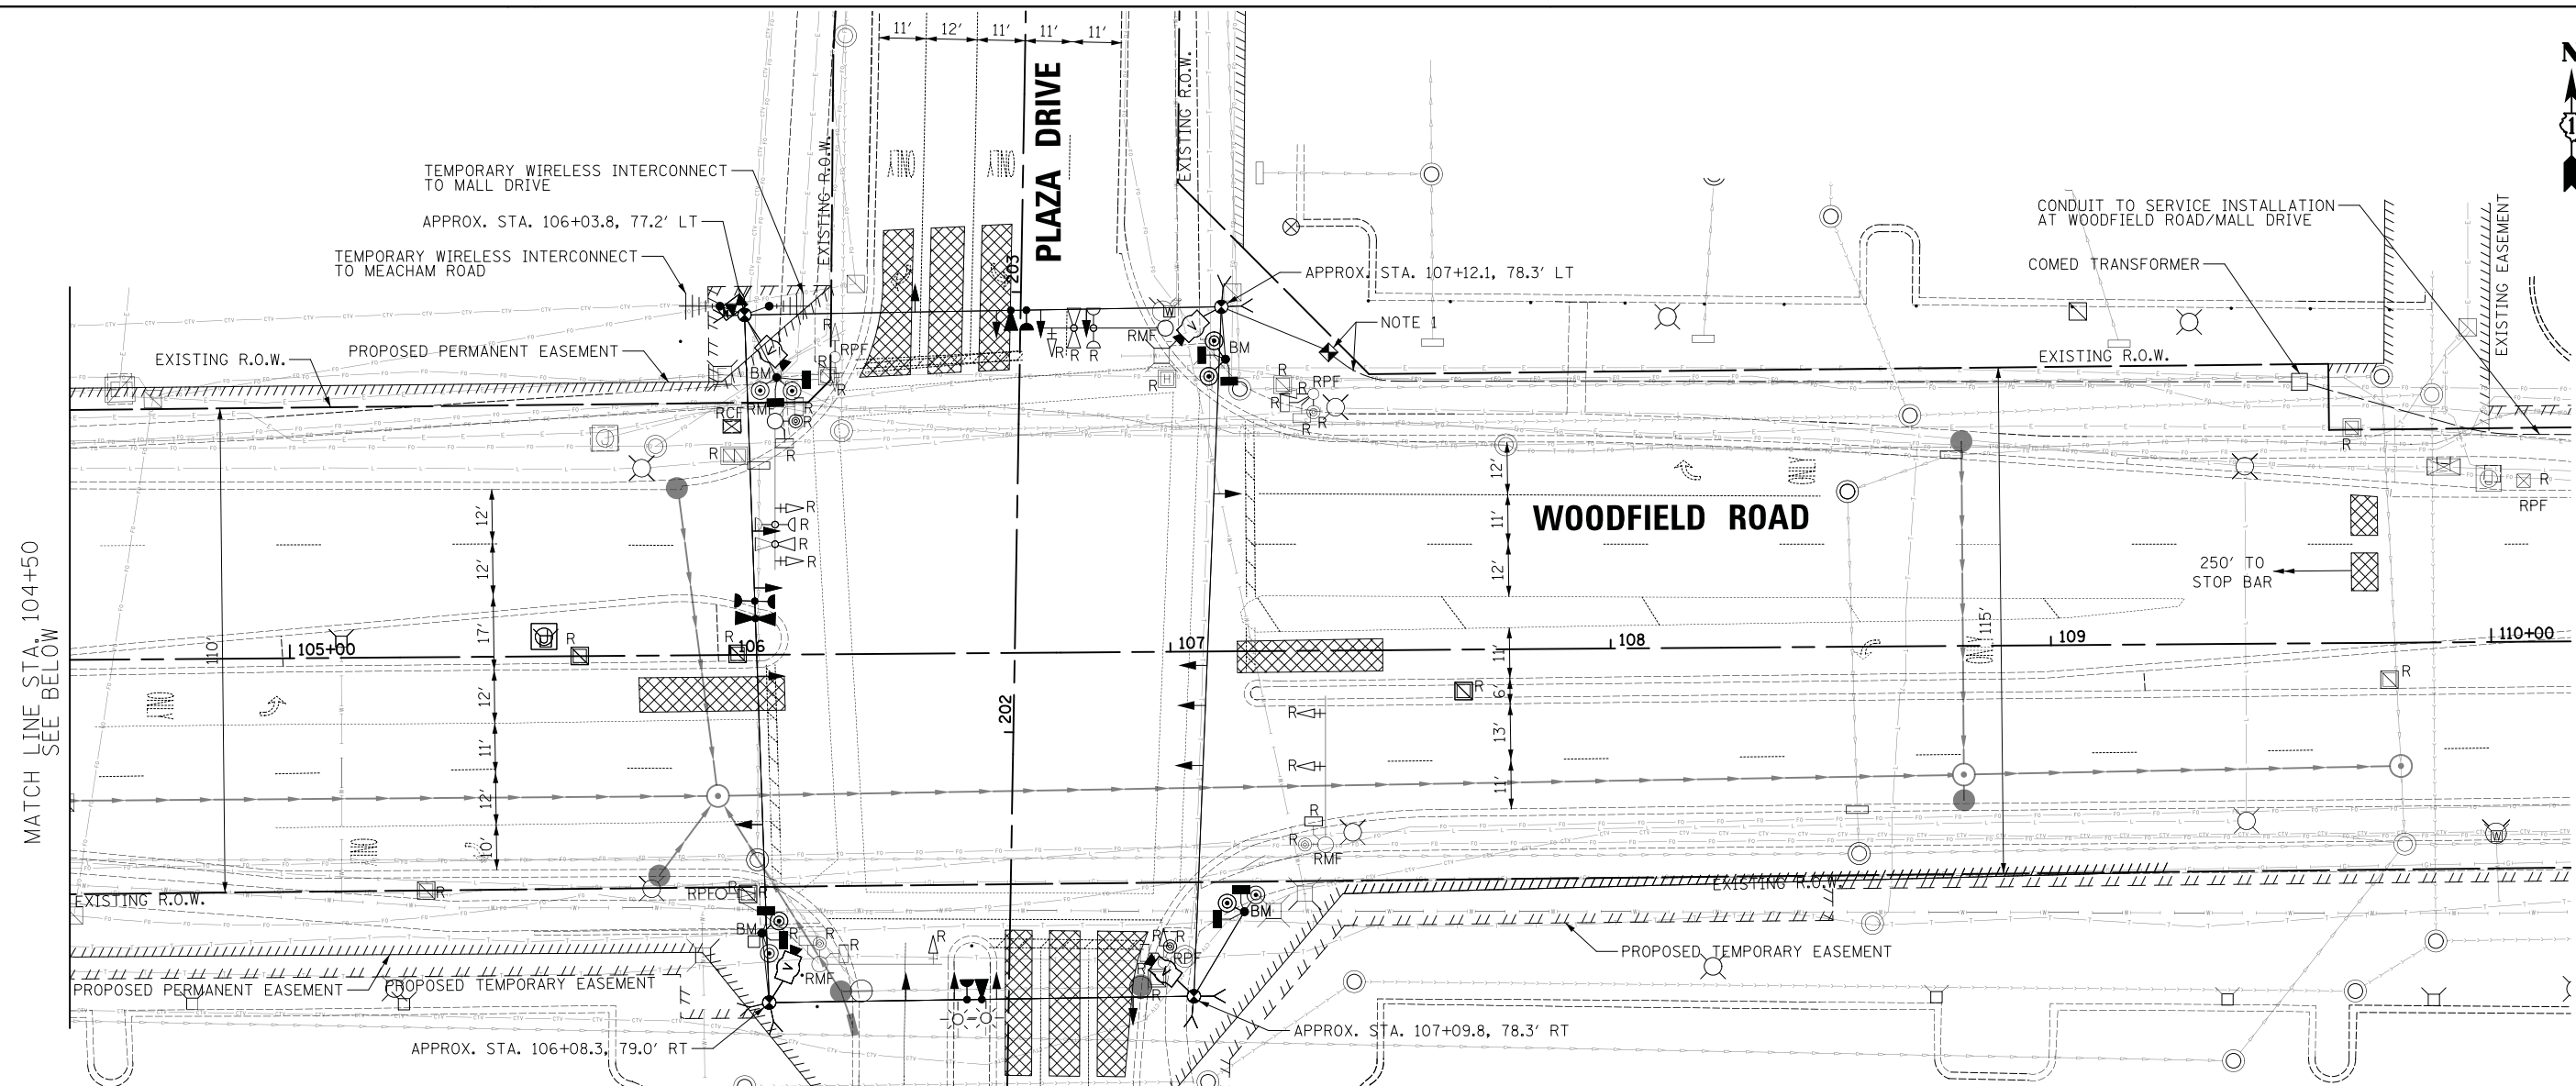 11' 12' 11' 11' 11'
N
PLAZA DRIVE
EXISTING R.O.W.
EXISTING R.O.W.
TEMPORARY WIRELESS INTERCONNECT
TO MALL DRIVE
APPROX. STA. 106+03.8, 77.2' LT
TEMPORARY WIRELESS INTERCONNECT
TO MEACHAM ROAD
ONLY
ONLY
CONDUIT TO SERVICE INSTALLATION
AT WOODFIELD ROAD/MALL DRIVE
COMED TRANSFORMER
EXISTING EASEMENT
APPROX. STA. 107+12.1, 78.3' LT
NOTE 1
203
EXISTING R.O.W.
PROPOSED PERMANENT EASEMENT
EXISTING R.O.W.
RPF
BM
RMF
RCF
RMF
BM
RPF
WOODFIELD ROAD
RPF
250' TO
STOP BAR
MATCH LINE STA. 104+50
SEE BELOW
110'
12'
12'
17'
12'
11'
12'
10'
12'
11'
12'
11'
6'
13'
11'
115'
105+00
106
107
108
109
110+00
202
ONLY
ONLY
ONLY
ONLY
EXISTING R.O.W.
RPF
BM
RMF
RMF
RPF
BM
EXISTING R.O.W.
PROPOSED TEMPORARY EASEMENT
PROPOSED PERMANENT EASEMENT
PROPOSED TEMPORARY EASEMENT
APPROX. STA. 106+08.3, 79.0' RT
APPROX. STA. 107+09.8, 78.3' RT